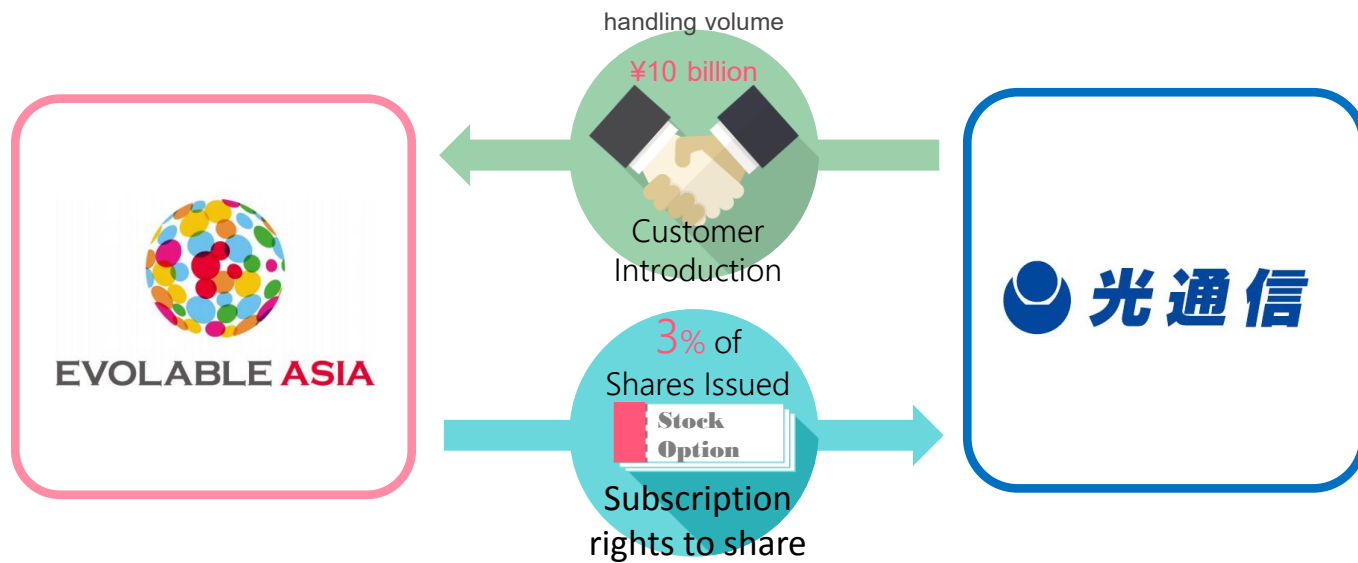 handling volume
¥10 billion
Customer
Introduction
EVOLABLE ASIA
光通信
3% of
Shares Issued
Stock
Option
Subscription
rights to share